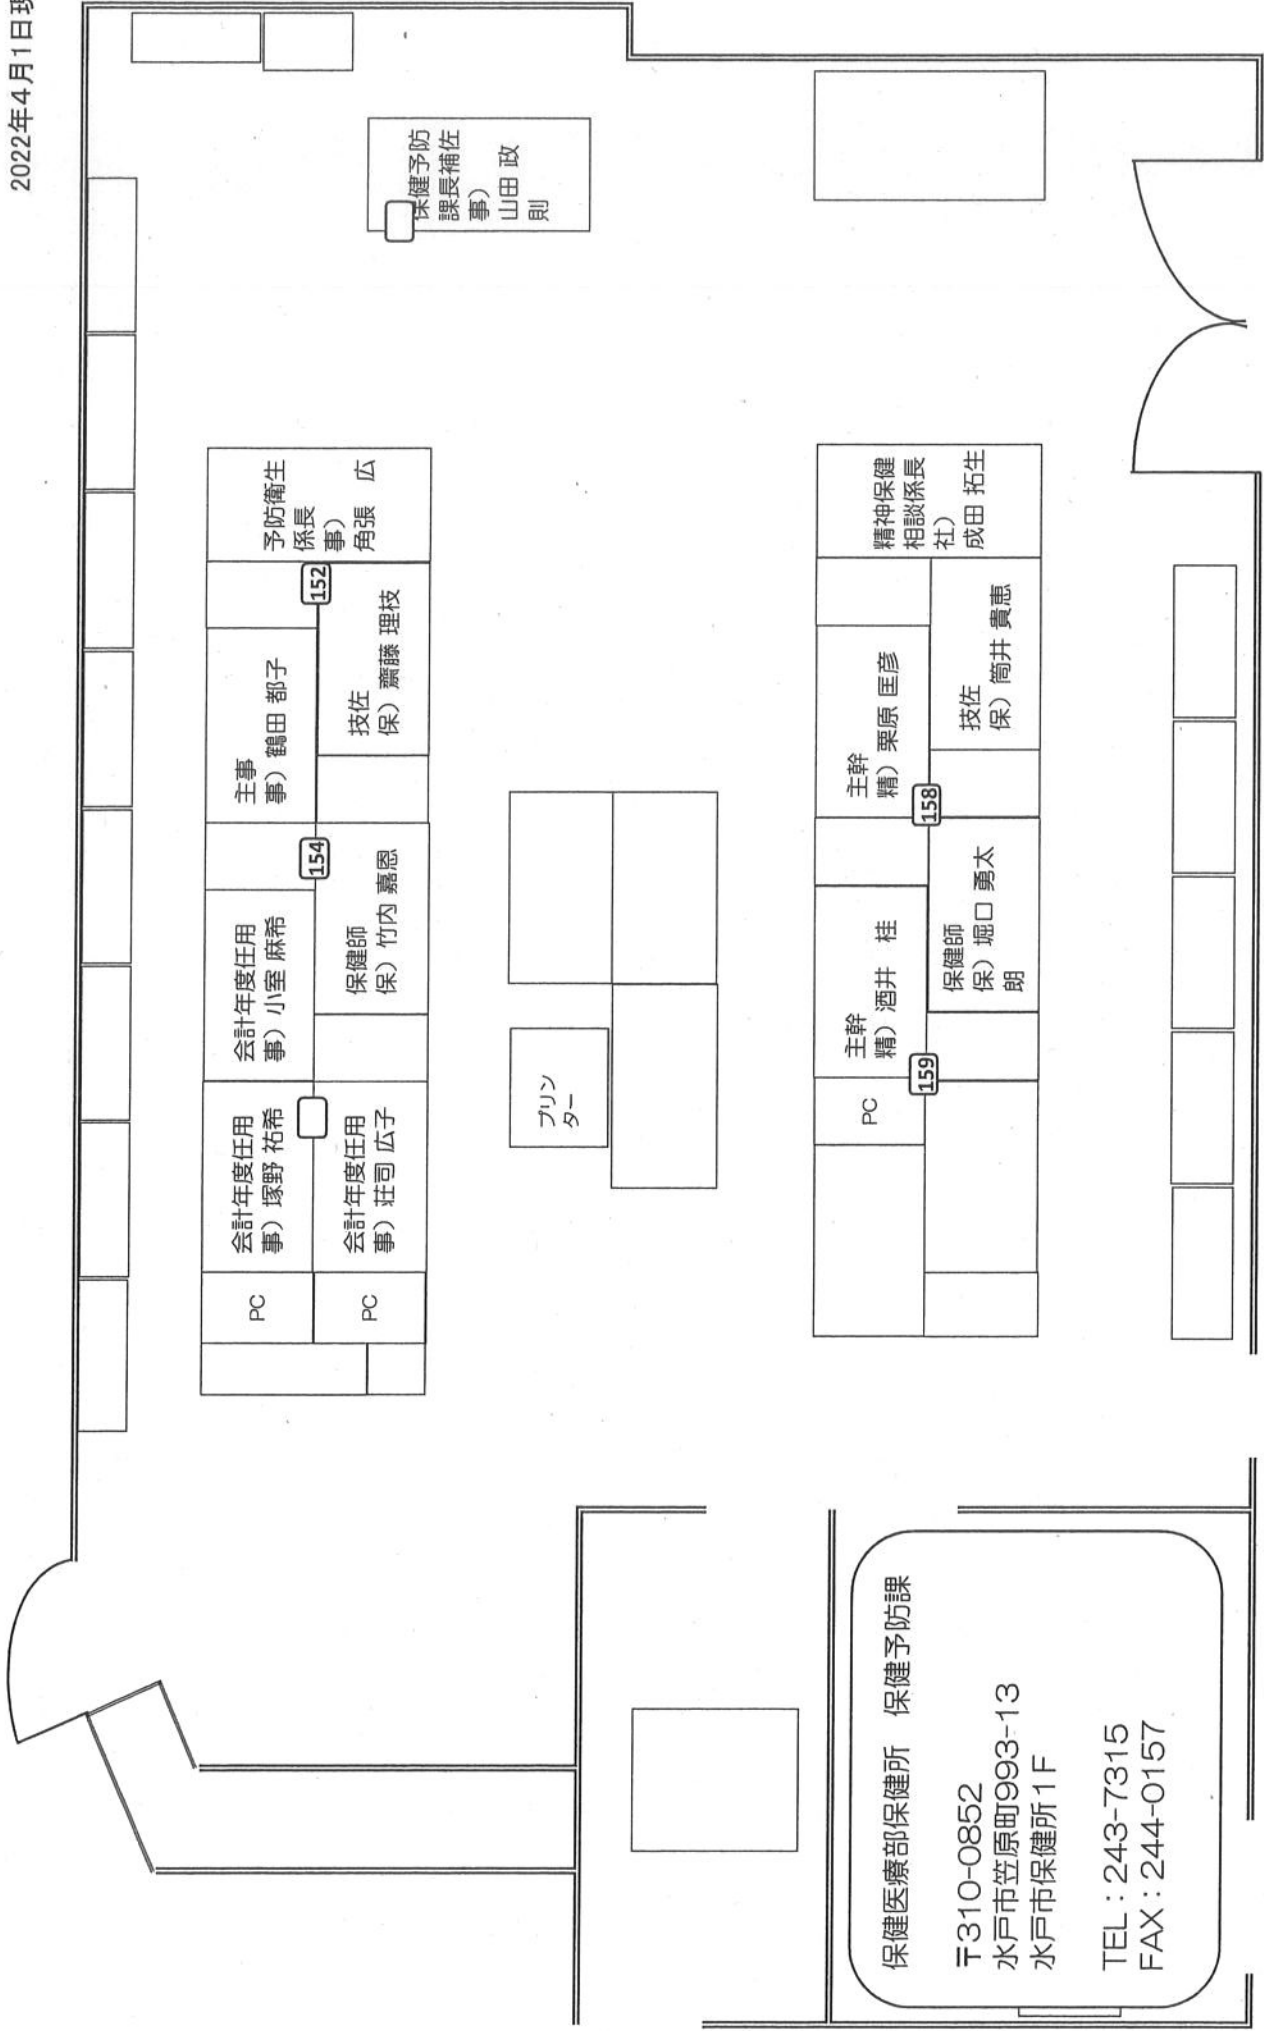 2022年4月1日現
保健予防
課長補佐
事）
山田 政
則
予防衛生
係長
事）
角張　広
152
主事
事）鶴田 都子
技佐
保）齋藤 理枝
154
会計年度任用
事）小室 麻希
保健師
保）竹内 嘉恩
会計年度任用
事）塚野 祐希
会計年度任用
事）荘司 広子
PC
PC
プリン
ター
精神保健
相談係長
社）
成田 拓生
主幹
精）栗原 匡彦
技佐
保）筒井 貴恵
158
主幹
精）酒井　桂
保健師
保）堀口 勇太
朗
159
PC
保健医療部保健所　保健予防課
〒310-0852
水戸市笠原町993-13
水戸市保健所1F
TEL：243-7315
FAX：244-0157